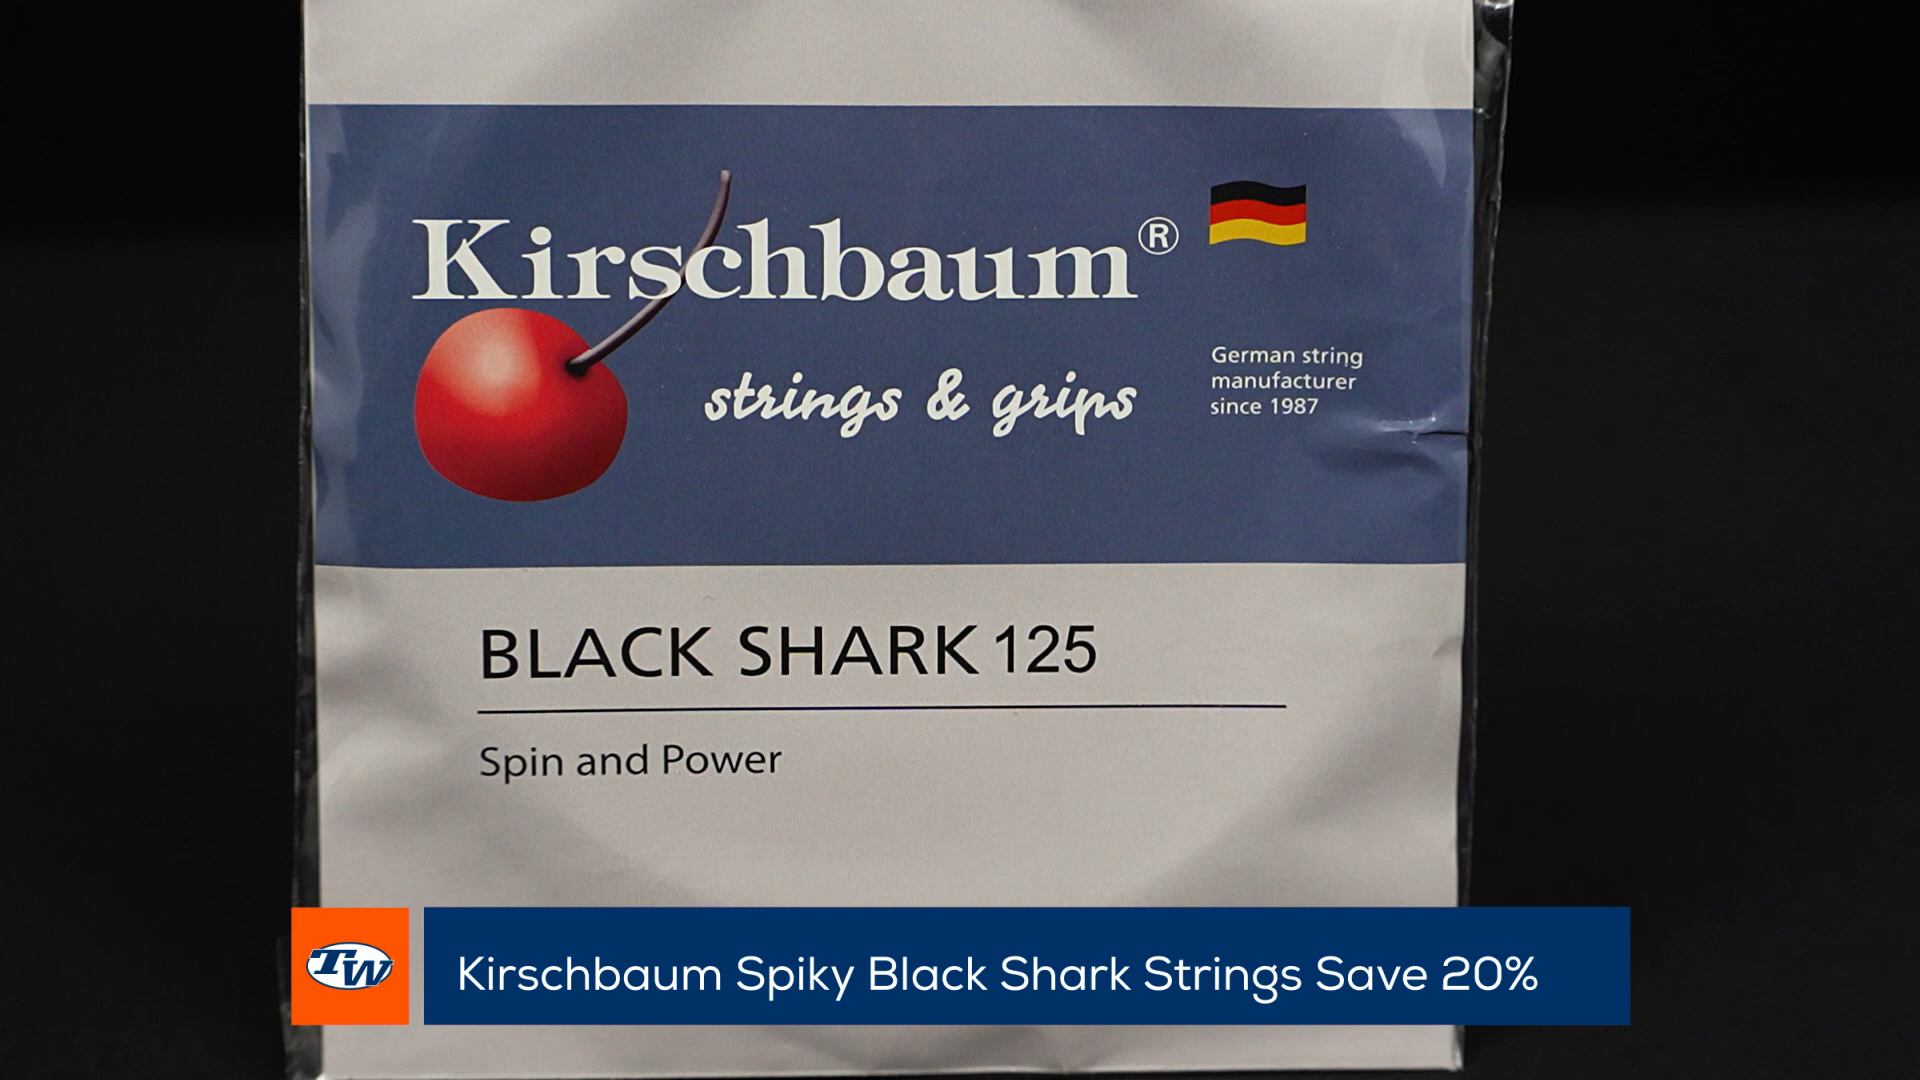 Kirschbaum®
strings & grips
German string
manufacturer
since 1987
BLACK SHARK 125
Spin and Power
TW
Kirschbaum Spiky Black Shark Strings Save 20%